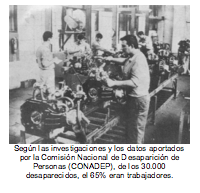 Según las investigaciones y los datos aportados
por la Comisión Nacional de Desaparición de
Personas (CONADEP), de los 30.000
desaparecidos, el 65% eran trabajadores.